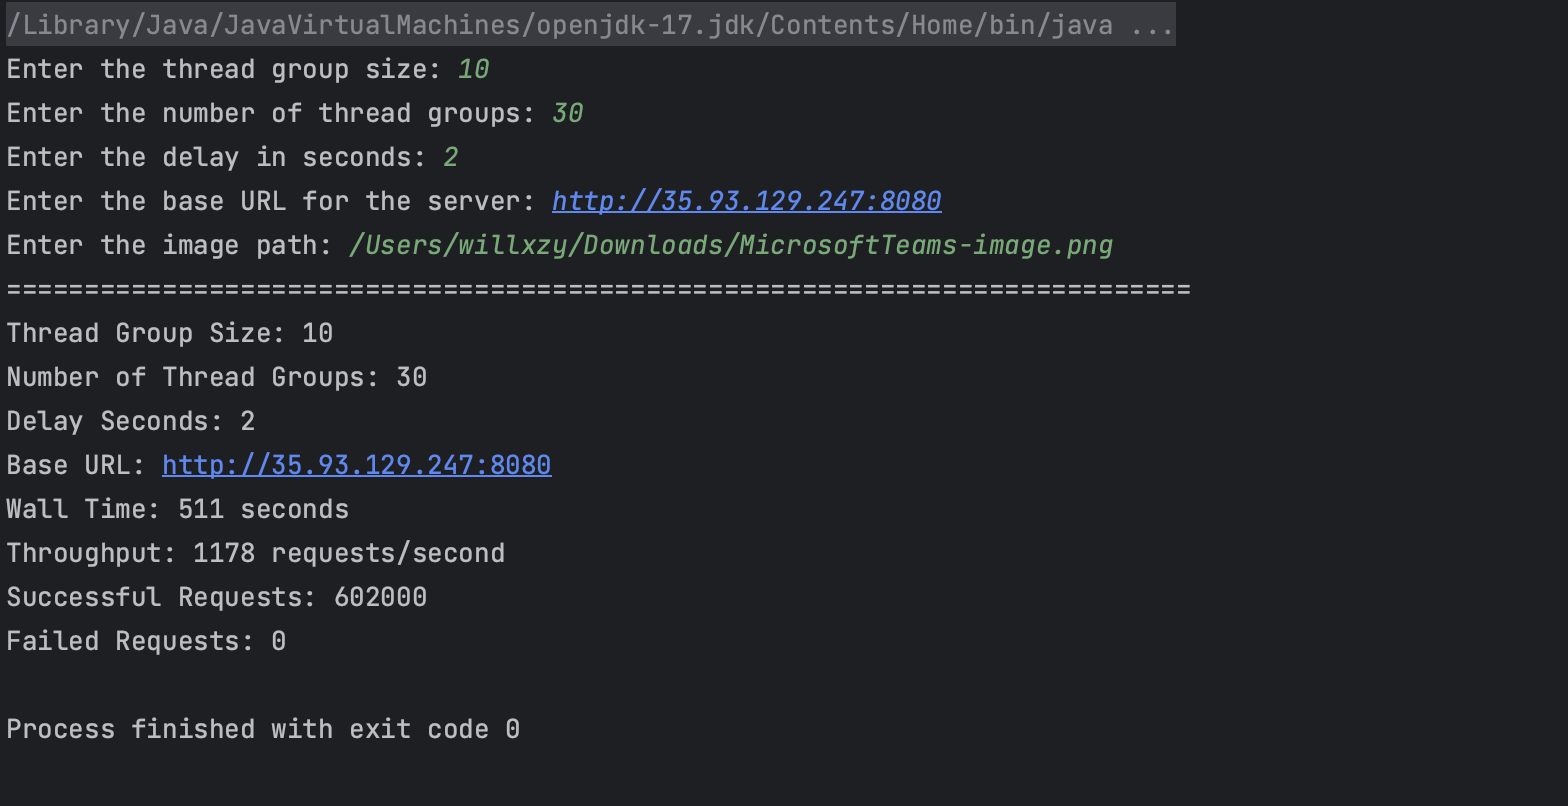 /Library/Java/JavaVirtualMachines/openjdk-17.jdk/Contents/Home/bin/java ...
Enter the thread group size: 10
Enter the number of thread groups: 30
Enter the delay in seconds: 2
Enter the base URL for the server: http://35.93.129.247:8080
Enter the image path: /Users/willxzy/Downloads/MicrosoftTeams-image.png
============================================================================
Thread Group Size: 10
Number of Thread Groups: 30
Delay Seconds: 2
Base URL: http://35.93.129.247:8080
Wall Time: 511 seconds
Throughput: 1178 requests/second
Successful Requests: 602000
Failed Requests: 0
Process finished with exit code 0